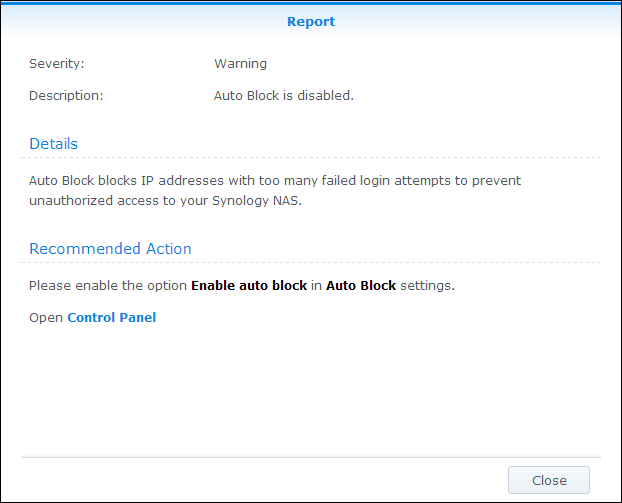 Report
Severity: Warning
Description: Auto Block is disabled.
Details
Auto Block blocks IP addresses with too many failed login attempts to prevent
unauthorized access to your Synology NAS.
Recommended Action
Please enable the option Enable auto block in Auto Block settings.
Open Control Panel
Close